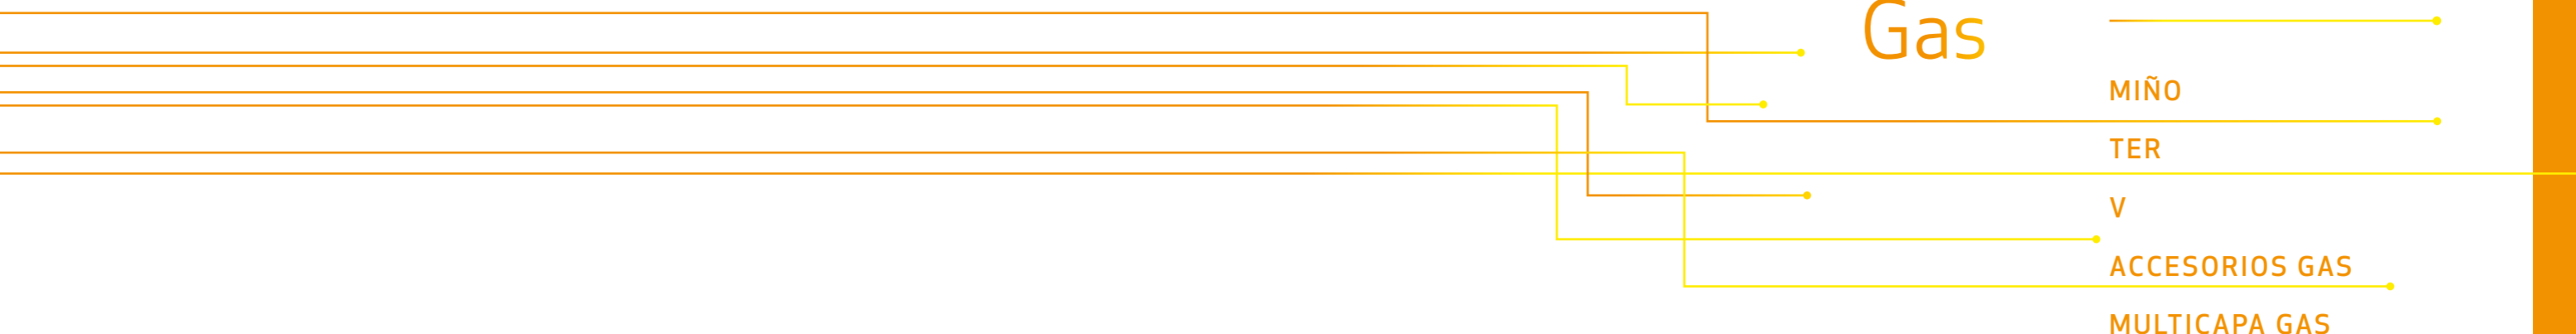 Gas
MIÑO
TER
V
ACCESORIOS GAS
MULTICAPA GAS